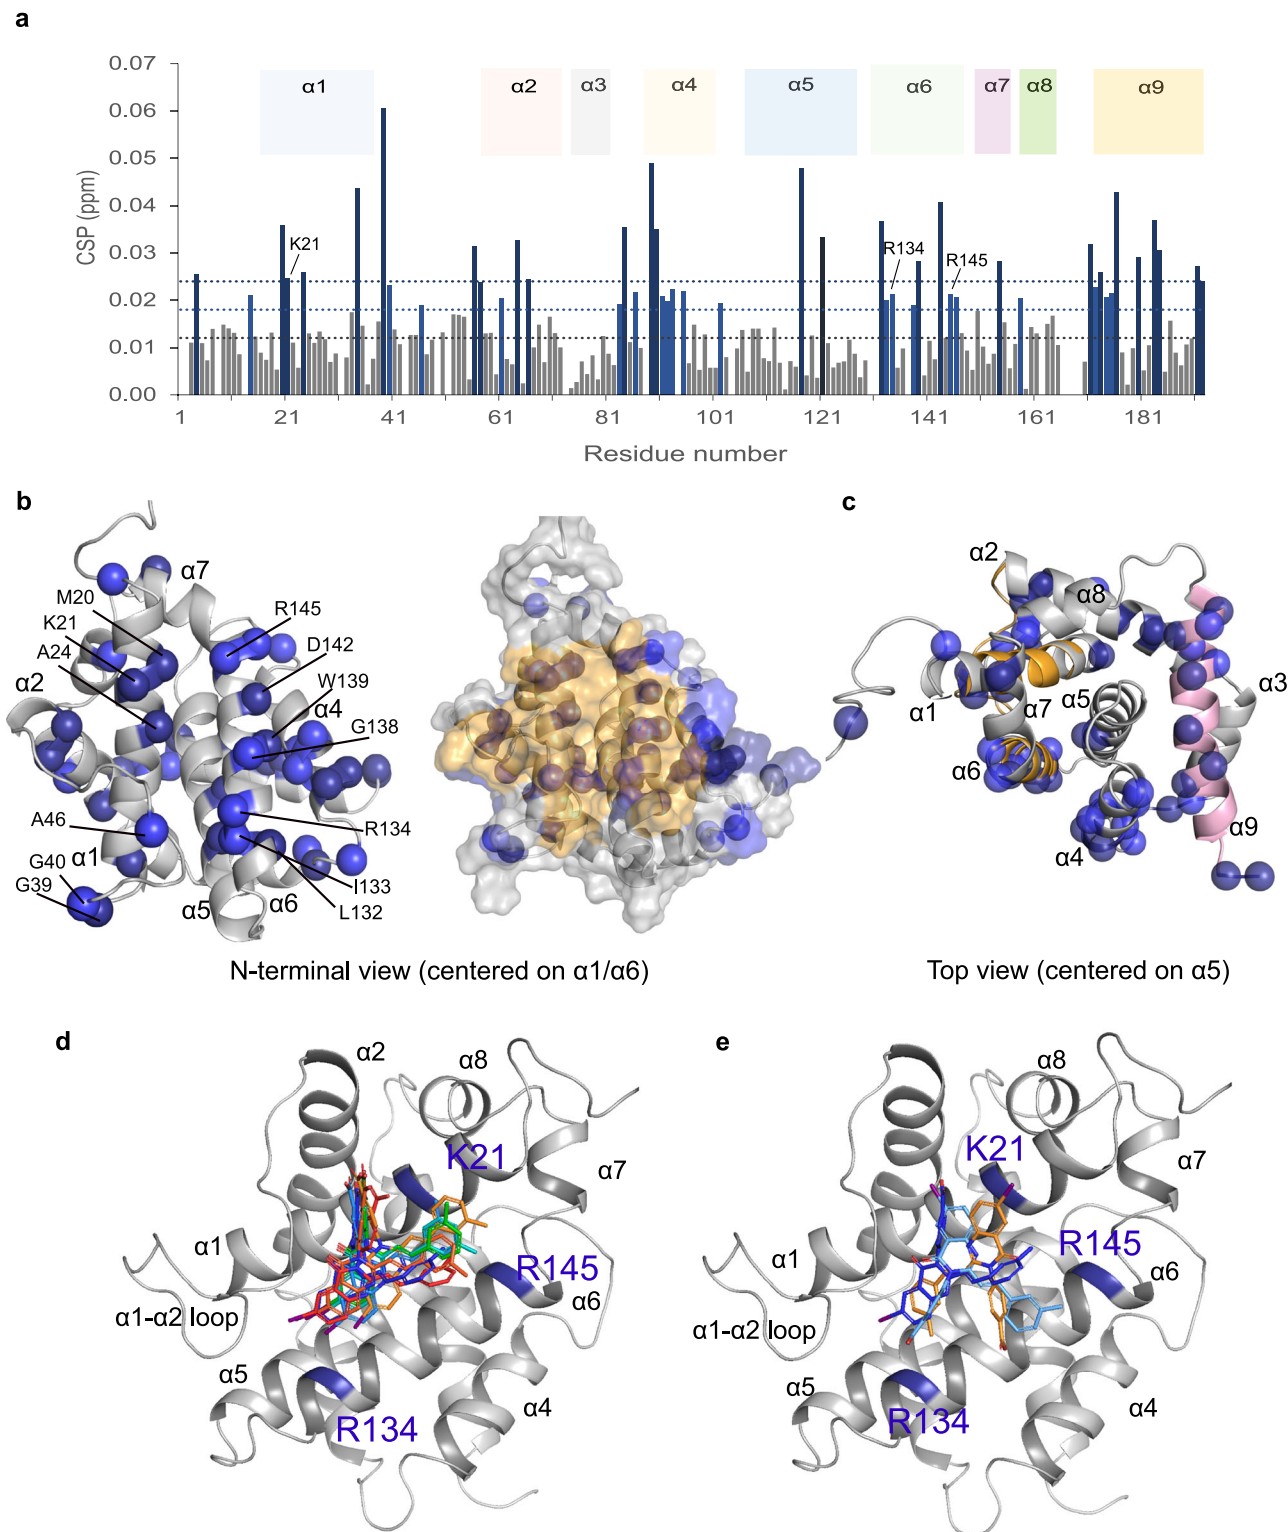 a
0.07
0.06
0.05
0.04
0.03
0.02
0.01
0.00
CSP (ppm)
α1
α2
α3
α4
α5
α6
α7
α8
α9
K21
R134
R145
1
21
41
61
81
101
121
141
161
181
Residue number
b
α7
M20
K21
A24
α2
R145
D142
W139
α4
G138
A46
α1
G40
G39
R134
I133
L132
α5
α6
N-terminal view (centered on α1/α6)
c
α2
α8
α3
α1
α7
α5
α6
α4
α9
Top view (centered on α5)
d
α2
α8
K21
α7
α1
R145
α6
α1-α2 loop
α5
R134
α4
e
α8
K21
α7
α1
R145
α6
α1-α2 loop
α5
R134
α4